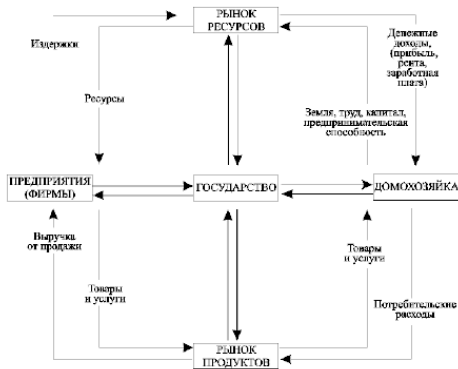 РЫНОК
РЕСУРСОВ
Издержки
Денежные
доходы,
(прибыль,
рента,
заработная
плата)
Ресурсы
Земля, труд, капитал,
предпринимательская
способность
ПРЕДПРИЯТИЯ
(ФИРМЫ)
ГОСУДАРСТВО
ДОМОХОЗЯЙКА
Выручка
от продажи
Товары
и услуги
Товары
и услуги
Потребительские
расходы
РЫНОК
ПРОДУКТОВ